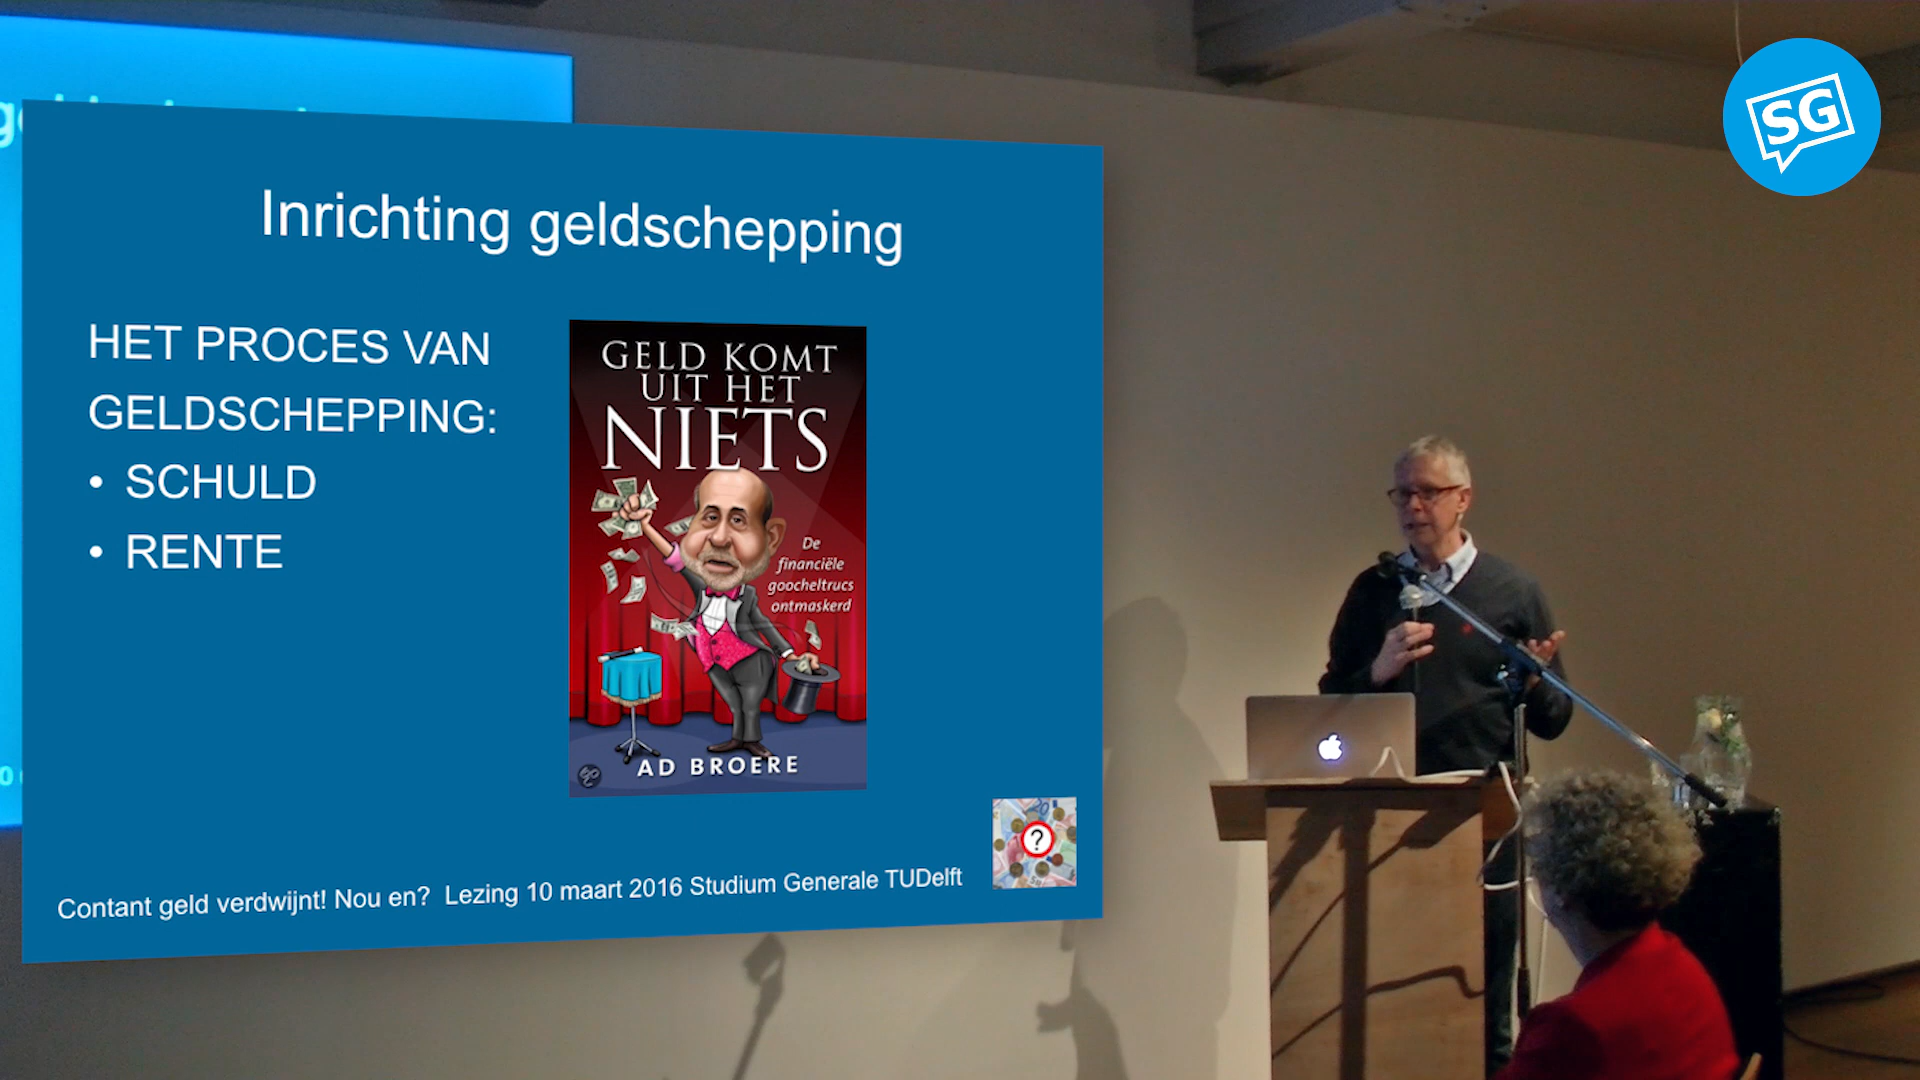 SG
Inrichting geldschepping
HET PROCES VAN
GELDSCHEPPING:
• SCHULD
• RENTE
GELD KOMT
UIT HET
NIETS
De
financiële
goocheltrucs
ontmaskerd
AD BROERE
?
Contant geld verdwijnt! Nou en? Lezing 10 maart 2016 Studium Generale TUDelft